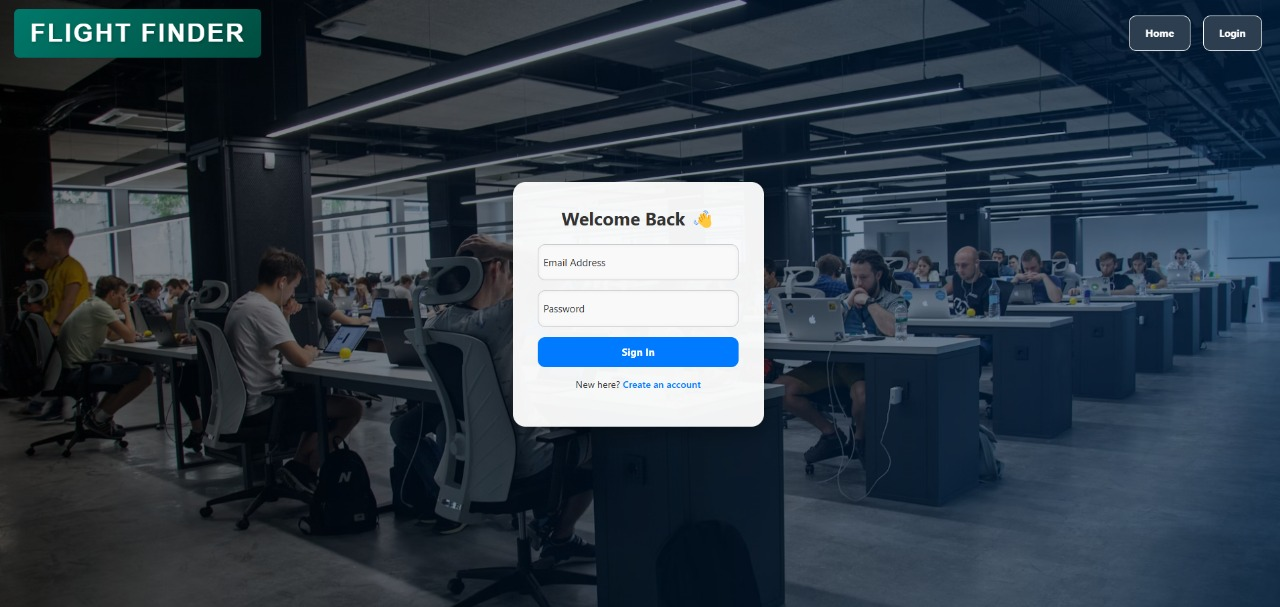 FLIGHT FINDER
Home
Login
Welcome Back 👋
Email Address
Password
Sign In
New here? Create an account